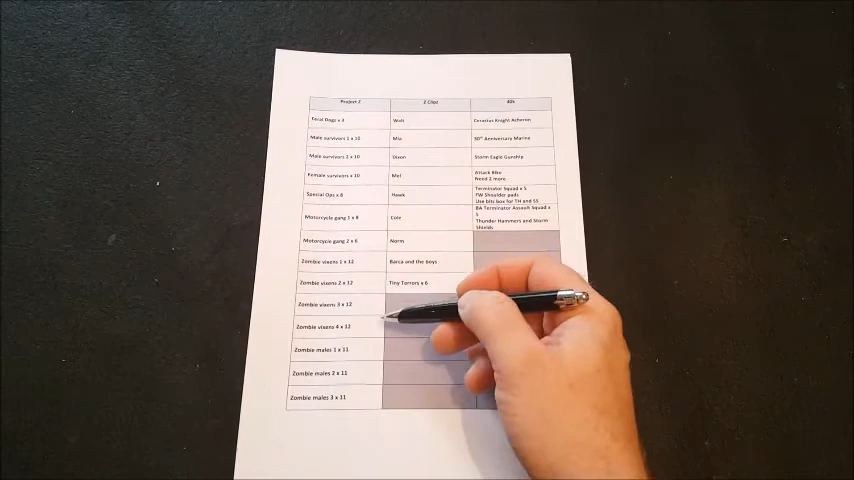 Project Z Z Clipz 40k
Feral Dogs x 3 Walt Cerastus Knight Acheron
Male survivors 1 x 10 Mia 30th Anniversary Marine
Male survivors 2 x 10 Dixon Storm Eagle Gunship
Female survivors x 10 Mel Attack Bike
Need 2 more
Special Ops x 8 Hawk Terminator Squad x 5
FW Shoulder pads
Use bits box for TH and SS
Motorcycle gang 1 x 8 Cole BA Terminator Assault Squad x
5
Thunder Hammers and Storm
Shields
Motorcycle gang 2 x 6 Norm
Zombie vixens 1 x 12 Barca and the boys
Zombie vixens 2 x 12 Tiny Terrors x 6
Zombie vixens 3 x 12
Zombie vixens 4 x 12
Zombie males 1 x 11
Zombie males 2 x 11
Zombie males 3 x 11